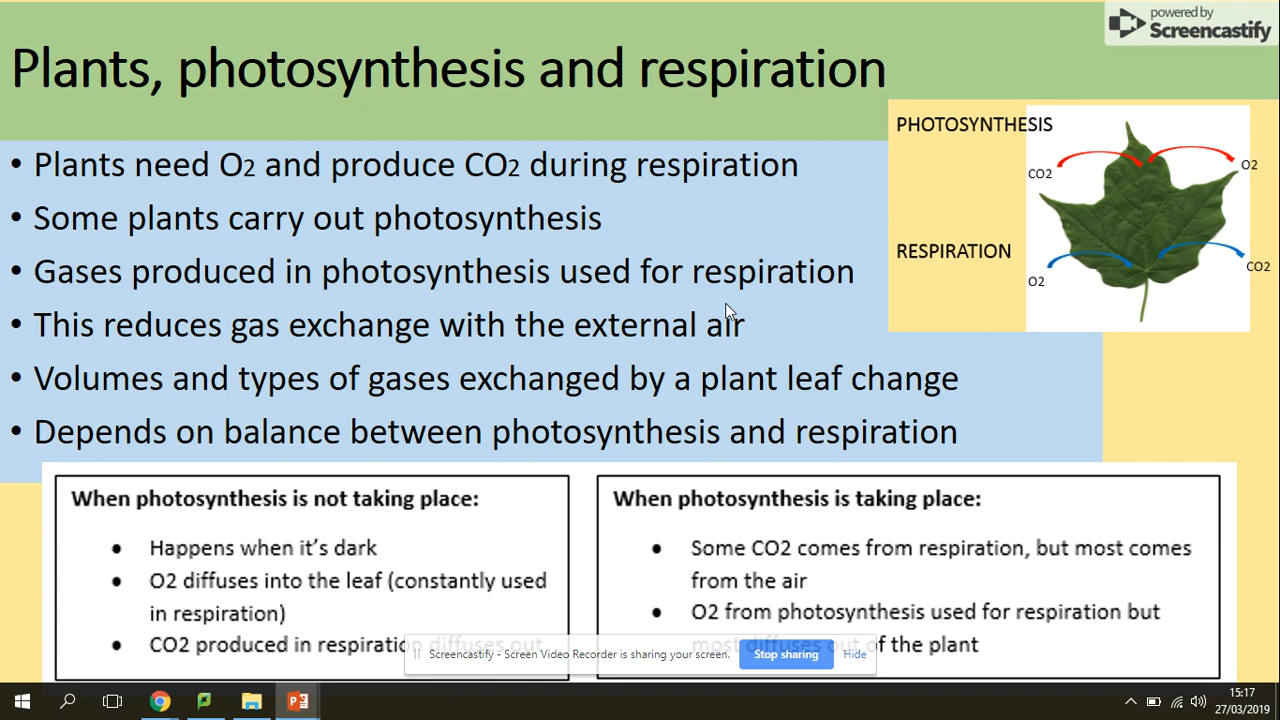 powered by
Screencastify
Plants, photosynthesis and respiration
• Plants need O2 and produce CO2 during respiration
• Some plants carry out photosynthesis
• Gases produced in photosynthesis used for respiration
• This reduces gas exchange with the external air
• Volumes and types of gases exchanged by a plant leaf change
• Depends on balance between photosynthesis and respiration
PHOTOSYNTHESIS
CO2
O2
RESPIRATION
O2
CO2
When photosynthesis is not taking place:
• Happens when it's dark
• O2 diffuses into the leaf (constantly used
in respiration)
• CO2 produced in respiration diffuses out
When photosynthesis is taking place:
• Some CO2 comes from respiration, but most comes
from the air
• O2 from photosynthesis used for respiration but
most diffuses out of the plant
Screencastify - Screen Video Recorder is sharing your screen.
Stop sharing
Hide
15:17
27/03/2019